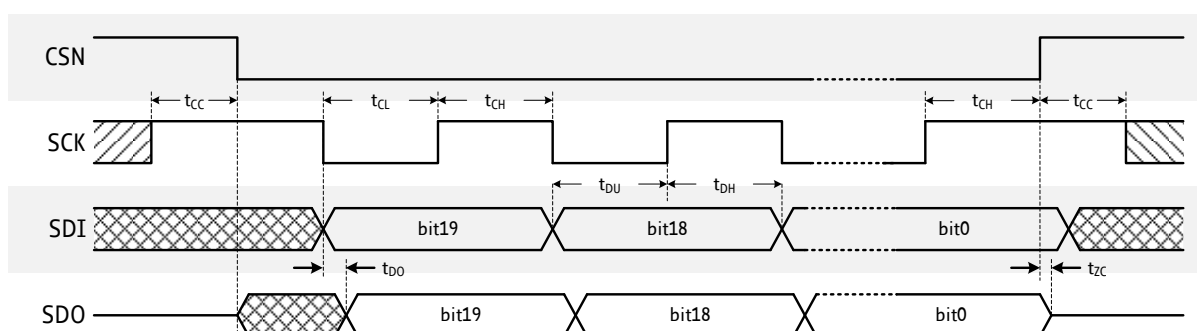 CSN
tCC tCL tCH tCH tCC
SCK
tDU tDH
SDI bit19 bit18 bit0
tDO tZC
SDO bit19 bit18 bit0